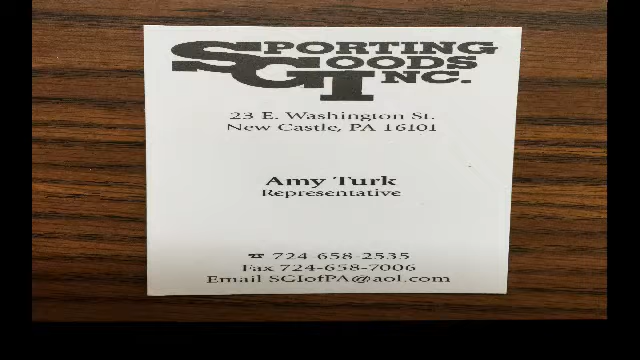 SPORTING
GOODS
INC.
23 E. Washington St.
New Castle, PA 16101
Amy Turk
Representative
☎ 724-658-2535
Fax 724-658-7006
Email SGIofPA@aol.com